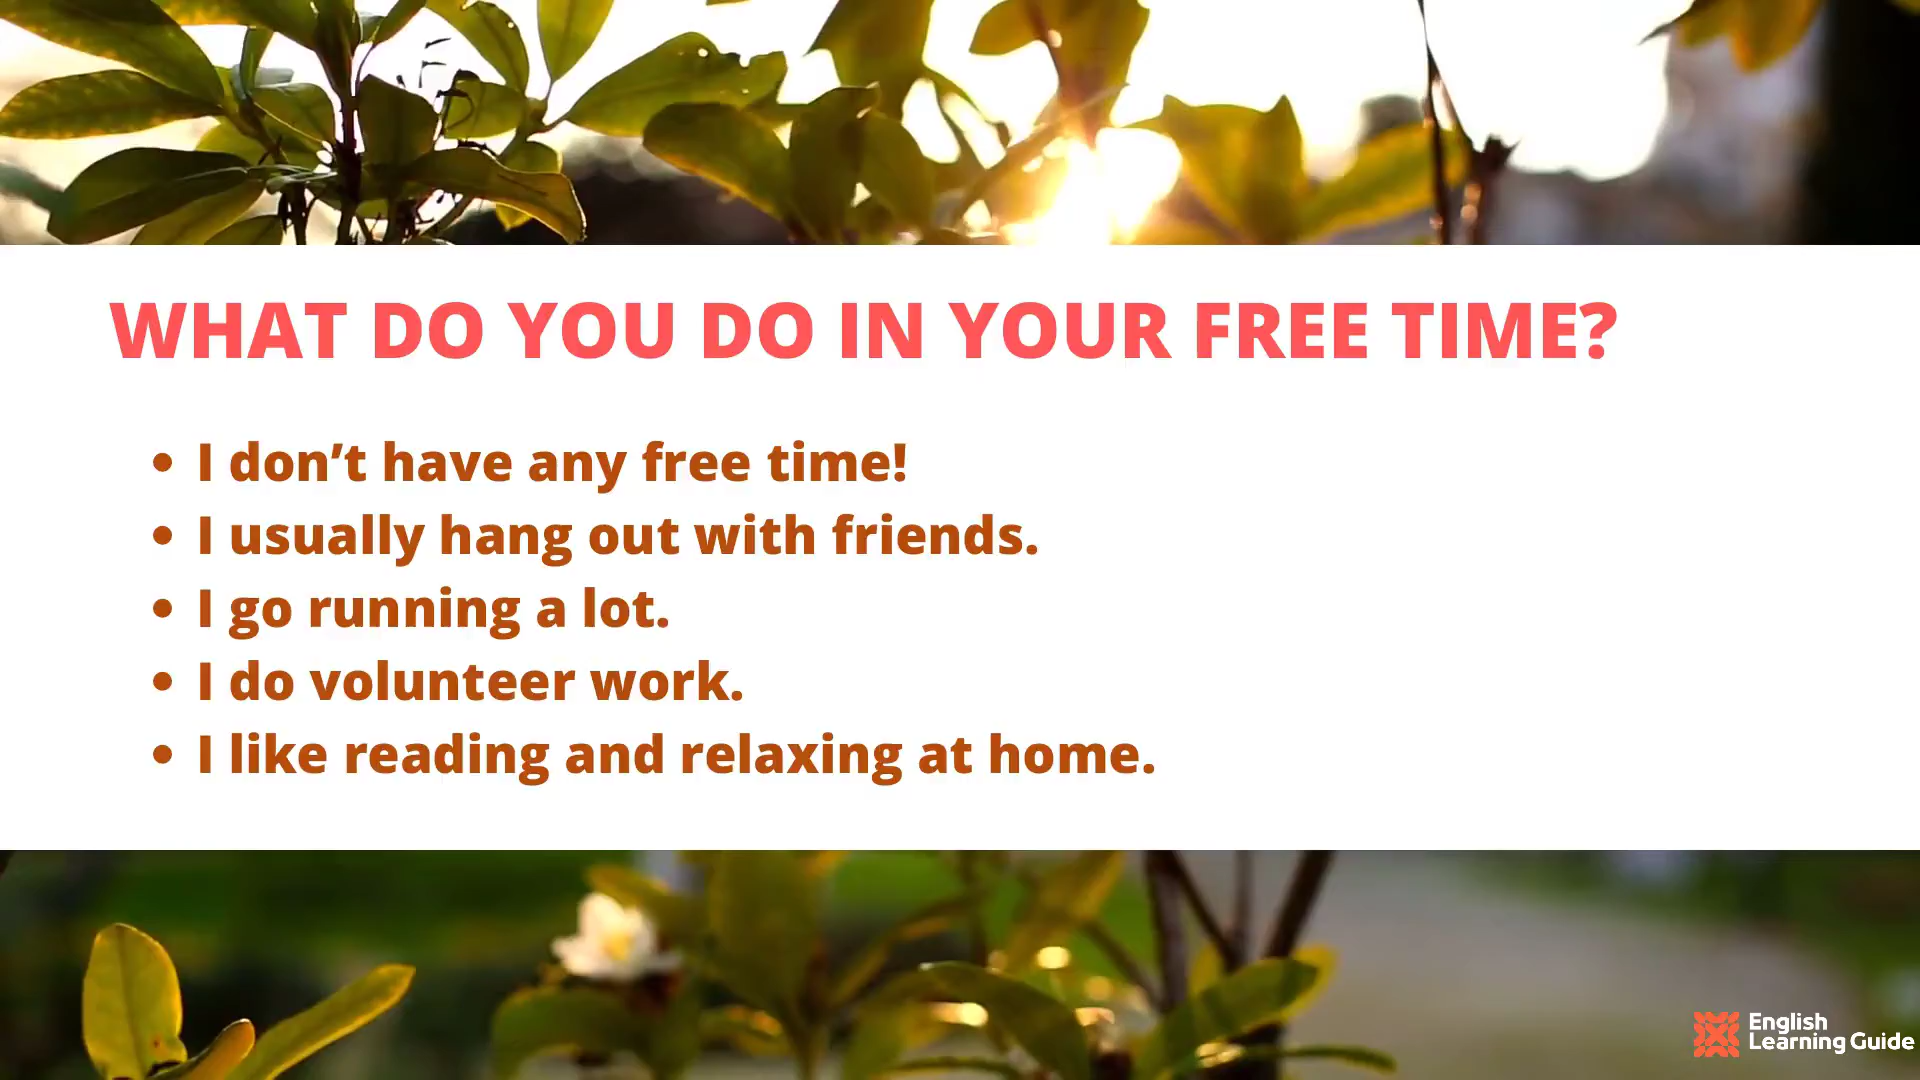 WHAT DO YOU DO IN YOUR FREE TIME?
• I don’t have any free time!
• I usually hang out with friends.
• I go running a lot.
• I do volunteer work.
• I like reading and relaxing at home.
English
Learning Guide